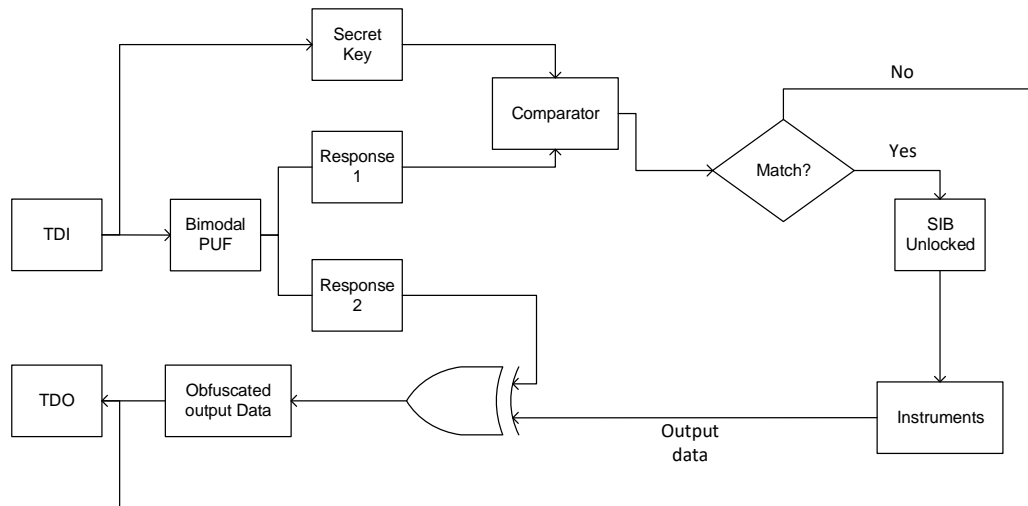 Secret
Key
No
Comparator
Response
1
Match?
Yes
TDI
Bimodal
PUF
SIB
Unlocked
Response
2
TDO
Obfuscated
output Data
Instruments
Output
data